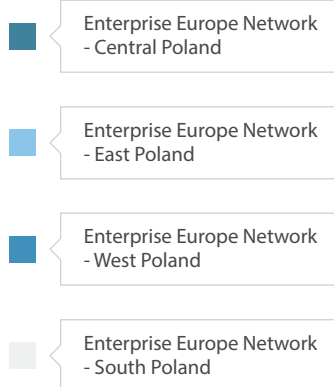 Enterprise Europe Network
- Central Poland
Enterprise Europe Network
- East Poland
Enterprise Europe Network
- West Poland
Enterprise Europe Network
- South Poland